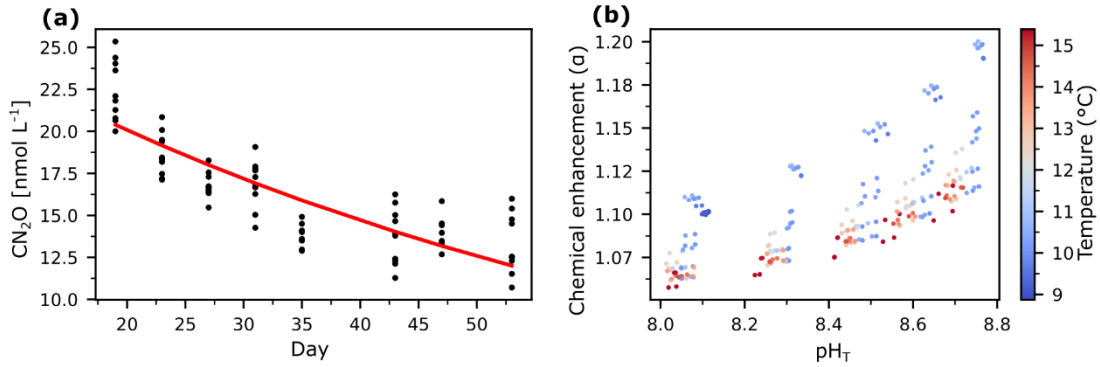 (a)
25.0
22.5
20.0
17.5
15.0
12.5
10.0
CN₂O [nmol L⁻¹]
20 25 30 35 40 45 50
Day
(b)
1.20
1.18
1.15
1.12
1.10
1.07
Chemical enhancement (α)
8.0 8.2 8.4 8.6 8.8
pH_T
15
14
13
12
11
10
9
Temperature (°C)